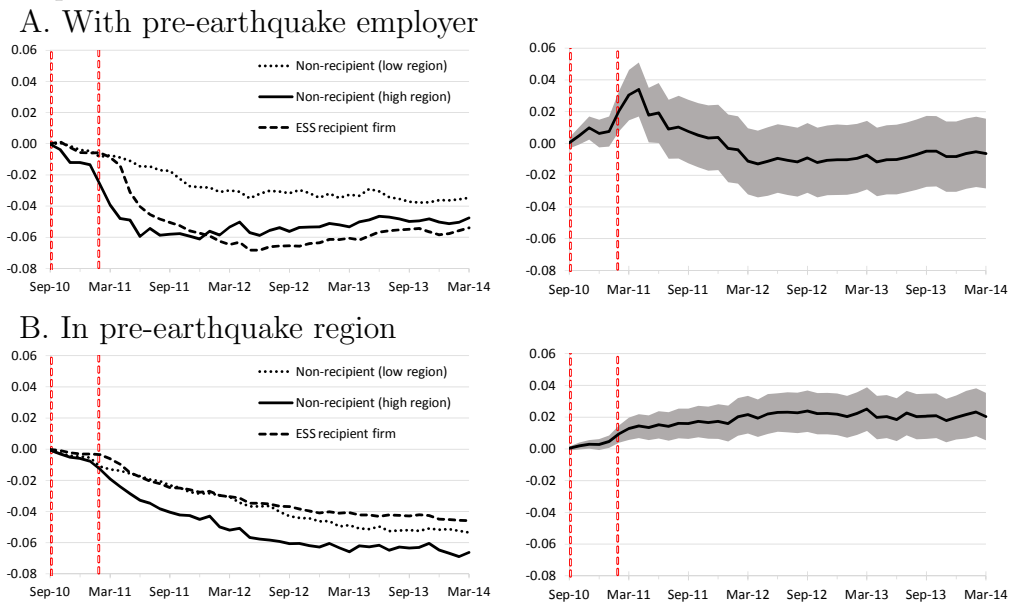 A. With pre-earthquake employer
0.06
0.04
0.02
0.00
-0.02
-0.04
-0.06
-0.08
Non-recipient (low region)
Non-recipient (high region)
ESS recipient firm
Sep-10 Mar-11 Sep-11 Mar-12 Sep-12 Mar-13 Sep-13 Mar-14
0.06
0.04
0.02
0.00
-0.02
-0.04
-0.06
-0.08
Sep-10 Mar-11 Sep-11 Mar-12 Sep-12 Mar-13 Sep-13 Mar-14
B. In pre-earthquake region
0.06
0.04
0.02
0.00
-0.02
-0.04
-0.06
-0.08
Non-recipient (low region)
Non-recipient (high region)
ESS recipient firm
Sep-10 Mar-11 Sep-11 Mar-12 Sep-12 Mar-13 Sep-13 Mar-14
0.06
0.04
0.02
0.00
-0.02
-0.04
-0.06
-0.08
Sep-10 Mar-11 Sep-11 Mar-12 Sep-12 Mar-13 Sep-13 Mar-14